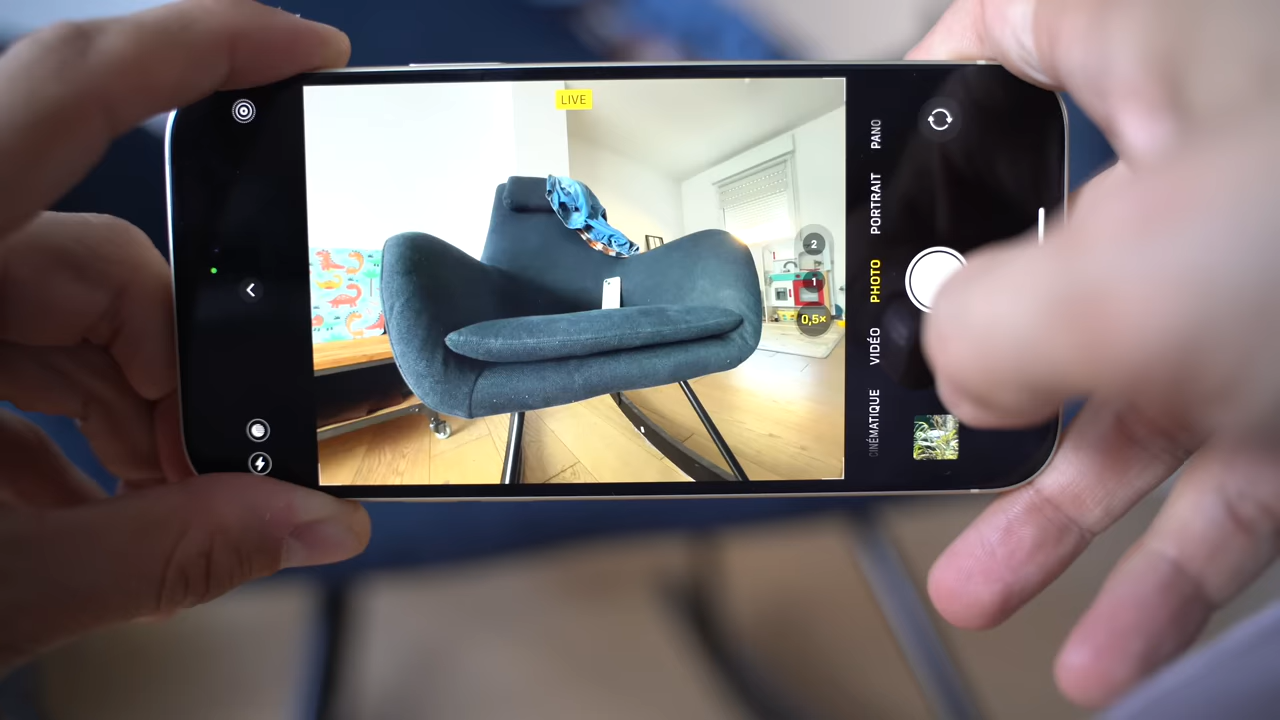 LIVE
2
1
0,5×
PANO
PORTRAIT
PHOTO
VIDÉO
CINÉMATIQUE